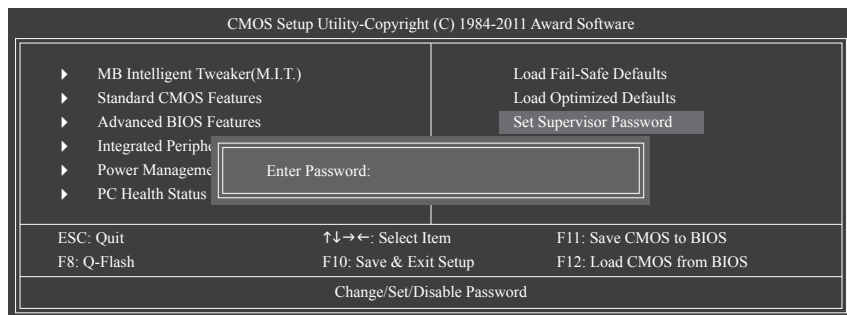 CMOS Setup Utility-Copyright (C) 1984-2011 Award Software
MB Intelligent Tweaker(M.I.T.)
Standard CMOS Features
Advanced BIOS Features
Integrated Periphe
Power Manageme
PC Health Status
Load Fail-Safe Defaults
Load Optimized Defaults
Set Supervisor Password
Enter Password:
ESC: Quit ↑↓→←: Select Item F11: Save CMOS to BIOS
F8: Q-Flash F10: Save & Exit Setup F12: Load CMOS from BIOS
Change/Set/Disable Password